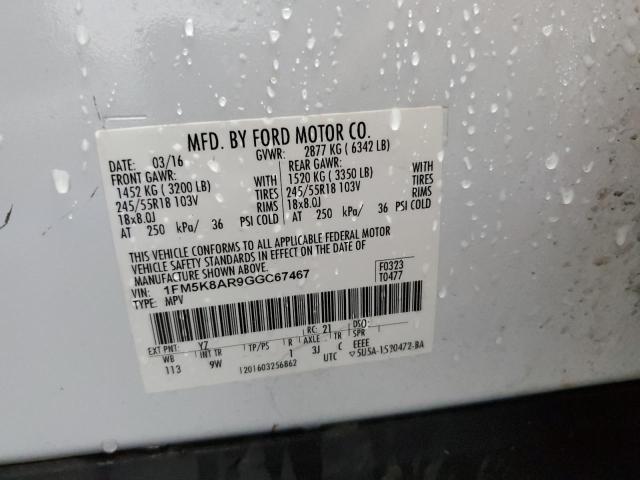 MFD. BY FORD MOTOR CO.
DATE: 03/16 GVWR: 2877 KG ( 6342 LB)
FRONT GAWR: REAR GAWR:
1452 KG ( 3200 LB) WITH 1520 KG ( 3350 LB) WITH
245/55R18 103V TIRES 245/55R18 103V TIRES
18x8.0J RIMS 18x8.0J RIMS
AT 250 kPa/ 36 PSI COLD AT 250 kPa/ 36 PSI COLD
THIS VEHICLE CONFORMS TO ALL APPLICABLE FEDERAL MOTOR
VEHICLE SAFETY STANDARDS IN EFFECT ON THE DATE OF
MANUFACTURE SHOWN ABOVE.
VIN: 1FM5K8AR9GGC67467 F0323
TYPE: MPV T0477
EXT PNT: YZ RC: 21 DSO:
WB INT TR TP/PS R AXLE TR SPR
113 9W 1 3J C EEEE
1201603256862 UTC 5U5A-1520472-BA